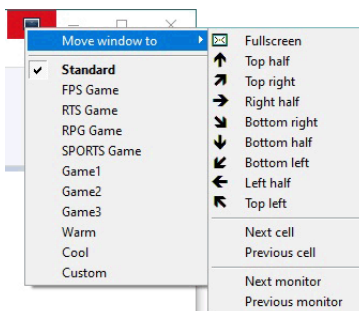 Move window to
Standard
FPS Game
RTS Game
RPG Game
SPORTS Game
Game1
Game2
Game3
Warm
Cool
Custom
Fullscreen
Top half
Top right
Right half
Bottom right
Bottom half
Bottom left
Left half
Top left
Next cell
Previous cell
Next monitor
Previous monitor